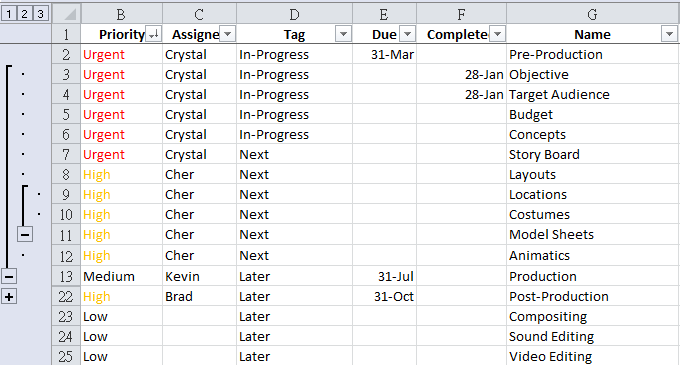 1 2 3 B C D E F G
1 Priority Assigne Tag Due Complete Name
2 Urgent Crystal In-Progress 31-Mar Pre-Production
3 Urgent Crystal In-Progress 28-Jan Objective
4 Urgent Crystal In-Progress 28-Jan Target Audience
5 Urgent Crystal In-Progress Budget
6 Urgent Crystal In-Progress Concepts
7 Urgent Crystal Next Story Board
8 High Cher Next Layouts
9 High Cher Next Locations
10 High Cher Next Costumes
11 High Cher Next Model Sheets
12 High Cher Next Animatics
13 Medium Kevin Later 31-Jul Production
22 High Brad Later 31-Oct Post-Production
23 Low Later Compositing
24 Low Later Sound Editing
25 Low Later Video Editing